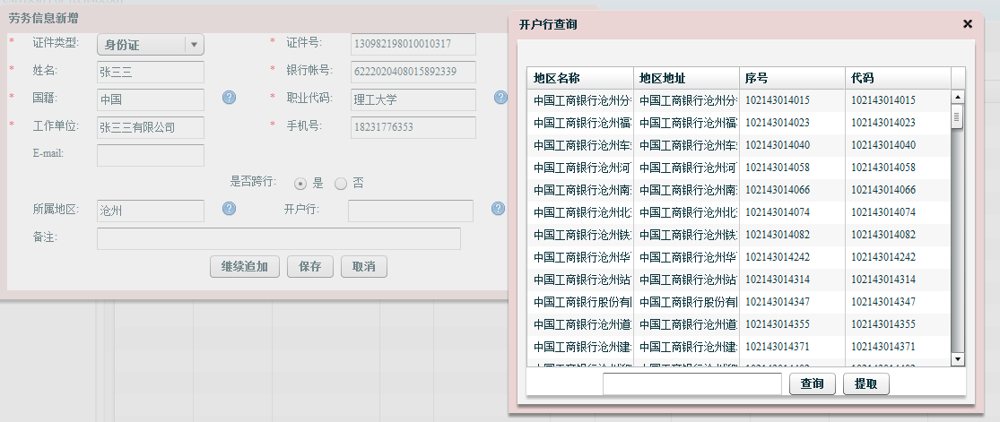 劳务信息新增
* 证件类型: 身份证 * 证件号: 130982198010010317
* 姓名: 张三三 * 银行帐号: 6222020408015892339
* 国籍: 中国 * 职业代码: 理工大学
* 工作单位: 张三三有限公司 * 手机号: 18231776353
E-mail:
是否跨行: 是 否
所属地区: 沧州 开户行:
备注:
继续追加 保存 取消
开户行查询
地区名称 地区地址 序号 代码
中国工商银行沧州分 中国工商银行沧州分 102143014015 102143014015
中国工商银行沧州福 中国工商银行沧州福 102143014023 102143014023
中国工商银行沧州车 中国工商银行沧州车 102143014040 102143014040
中国工商银行沧州河 中国工商银行沧州河 102143014058 102143014058
中国工商银行沧州南 中国工商银行沧州南 102143014066 102143014066
中国工商银行沧州北 中国工商银行沧州北 102143014074 102143014074
中国工商银行沧州铁 中国工商银行沧州铁 102143014082 102143014082
中国工商银行沧州华 中国工商银行沧州华 102143014242 102143014242
中国工商银行沧州站 中国工商银行沧州站 102143014314 102143014314
中国工商银行股份有 中国工商银行股份有 102143014347 102143014347
中国工商银行沧州道 中国工商银行沧州道 102143014355 102143014355
中国工商银行沧州建 中国工商银行沧州建 102143014371 102143014371
查询 提取